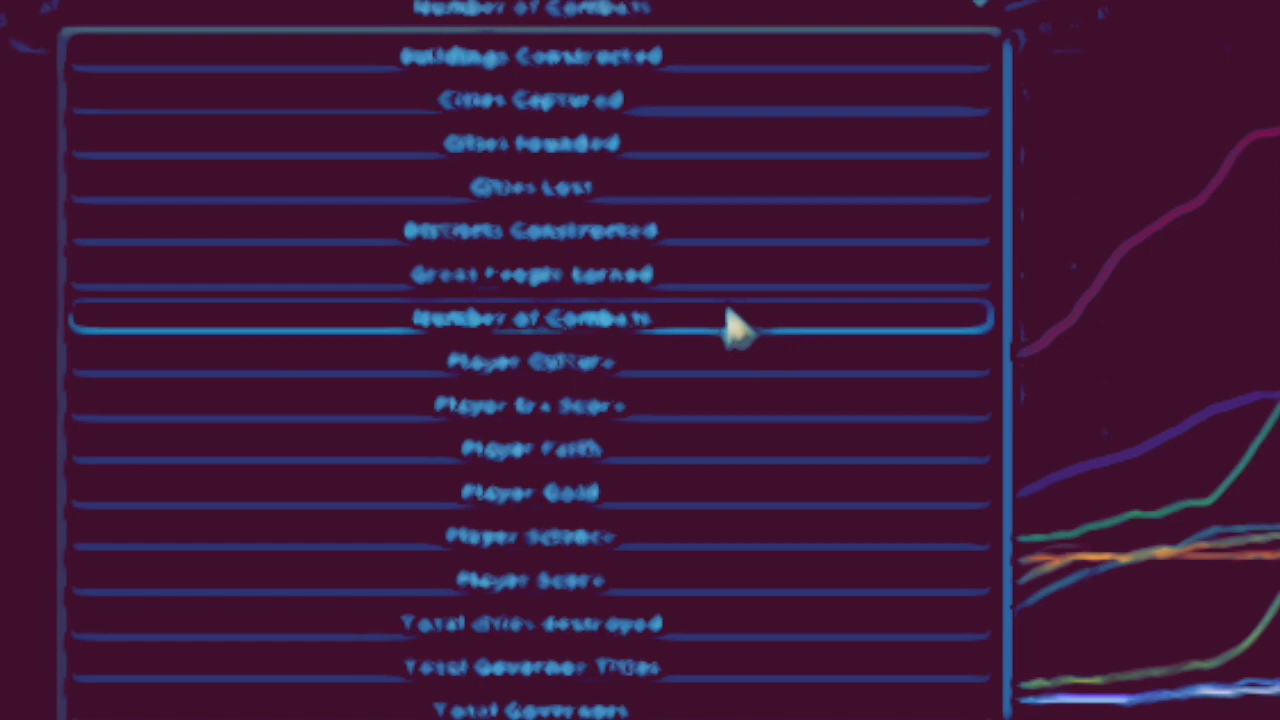 Number of Combats
Buildings Constructed
Cities Captured
Cities Founded
Cities Lost
Districts Constructed
Great People Earned
Number of Combats
Player Culture
Player Era Score
Player Faith
Player Gold
Player Science
Player Score
Total cities destroyed
Total Governor Titles
Total Governors